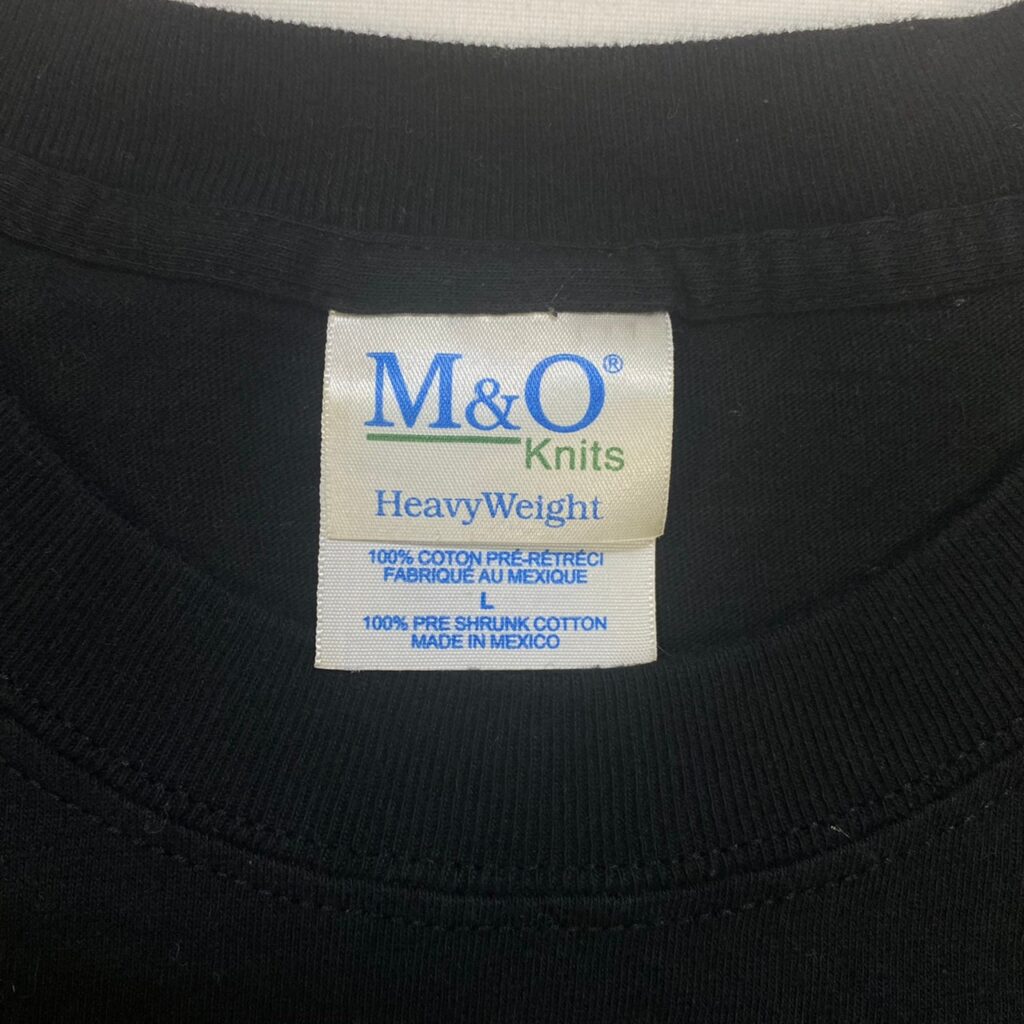 M&O®
Knits
HeavyWeight
100% COTON PRÉ-RÉTRÉCI
FABRIQUÉ AU MEXIQUE
L
100% PRE SHRUNK COTTON
MADE IN MEXICO